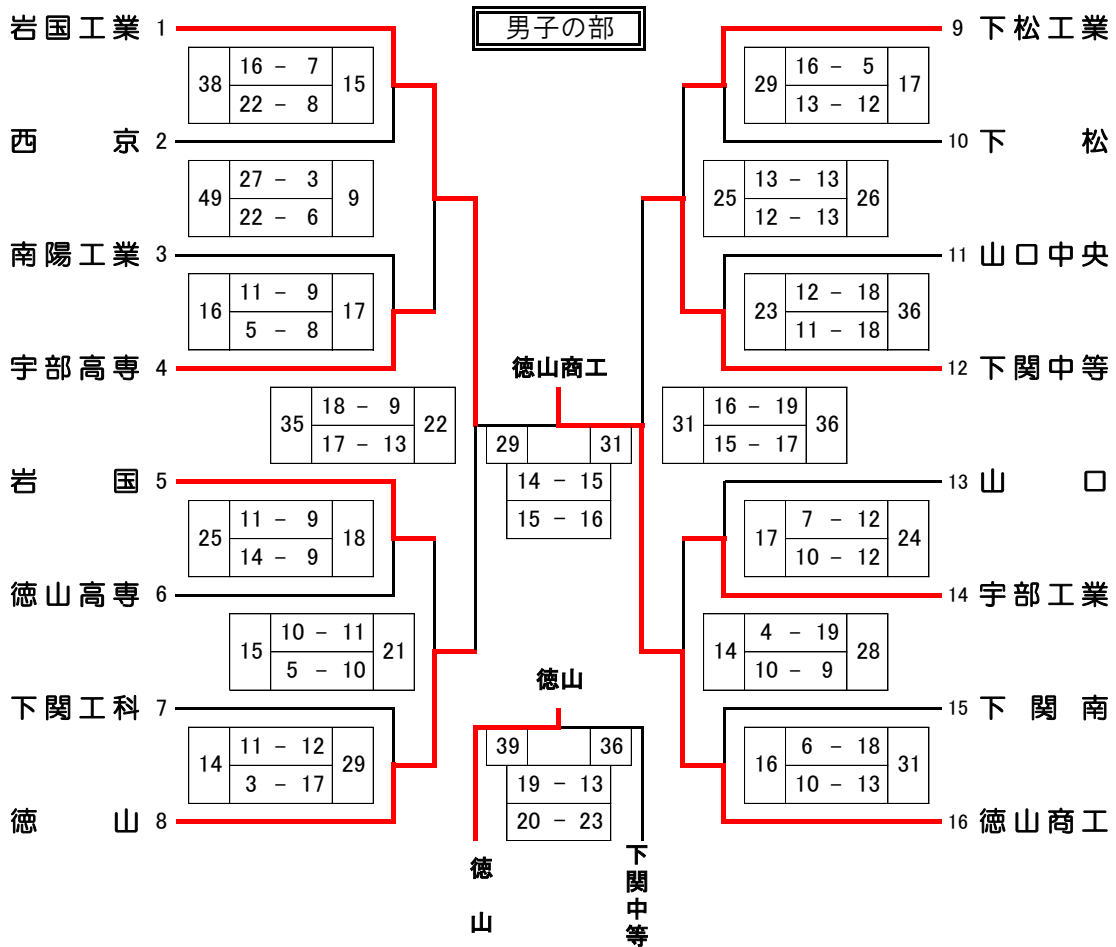 男子の部
岩国工業 1
38 16 - 7 15
22 - 8
西京 2
49 27 - 3 9
22 - 6
南陽工業 3
16 11 - 9 17
5 - 8
宇部高専 4
35 18 - 9 22
17 - 13
岩国 5
25 11 - 9 18
14 - 9
徳山高専 6
15 10 - 11 21
5 - 10
下関工科 7
14 11 - 12 29
3 - 17
徳山 8
徳山商工
29 31
14 - 15
15 - 16
徳山
39 36
19 - 13
20 - 23
徳山
下関中等
9 下松工業
29 16 - 5 17
13 - 12
10 下松
25 13 - 13 26
12 - 13
11 山口中央
23 12 - 18 36
11 - 18
12 下関中等
31 16 - 19 36
15 - 17
13 山口
17 7 - 12 24
10 - 12
14 宇部工業
14 4 - 19 28
10 - 9
15 下関南
16 6 - 18 31
10 - 13
16 徳山商工